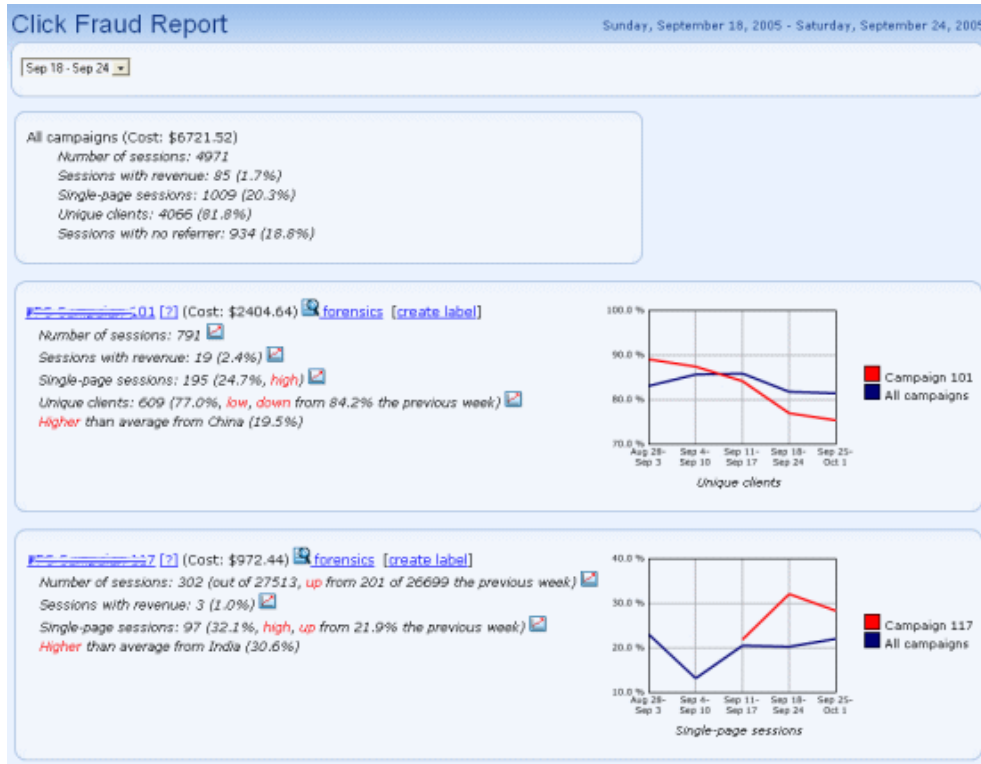 Click Fraud Report
Sunday, September 18, 2005 - Saturday, September 24, 2005
Sep 18 - Sep 24
All campaigns (Cost: $6721.52)
Number of sessions: 4971
Sessions with revenue: 85 (1.7%)
Single-page sessions: 1009 (20.3%)
Unique clients: 4066 (81.8%)
Sessions with no referrer: 934 (18.8%)
101 [?] (Cost: $2404.64) forensics [create label]
Number of sessions: 791
Sessions with revenue: 19 (2.4%)
Single-page sessions: 195 (24.7%, high)
Unique clients: 609 (77.0%, low, down from 84.2% the previous week)
Higher than average from China (19.5%)
100.0 %
90.0 %
80.0 %
70.0 %
Aug 28- Sep 4- Sep 11- Sep 18- Sep 25-
Sep 3 Sep 10 Sep 17 Sep 24 Oct 1
Unique clients
Campaign 101
All campaigns
117 [?] (Cost: $972.44) forensics [create label]
Number of sessions: 302 (out of 27513, up from 201 of 26699 the previous week)
Sessions with revenue: 3 (1.0%)
Single-page sessions: 97 (32.1%, high, up from 21.9% the previous week)
Higher than average from India (30.6%)
40.0 %
30.0 %
20.0 %
10.0 %
Aug 28- Sep 4- Sep 11- Sep 18- Sep 25-
Sep 3 Sep 10 Sep 17 Sep 24 Oct 1
Single-page sessions
Campaign 117
All campaigns